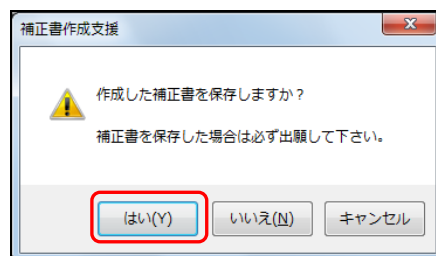 補正書作成支援
作成した補正書を保存しますか?
補正書を保存した場合は必ず出願して下さい。
はい(Y) いいえ(N) キャンセル